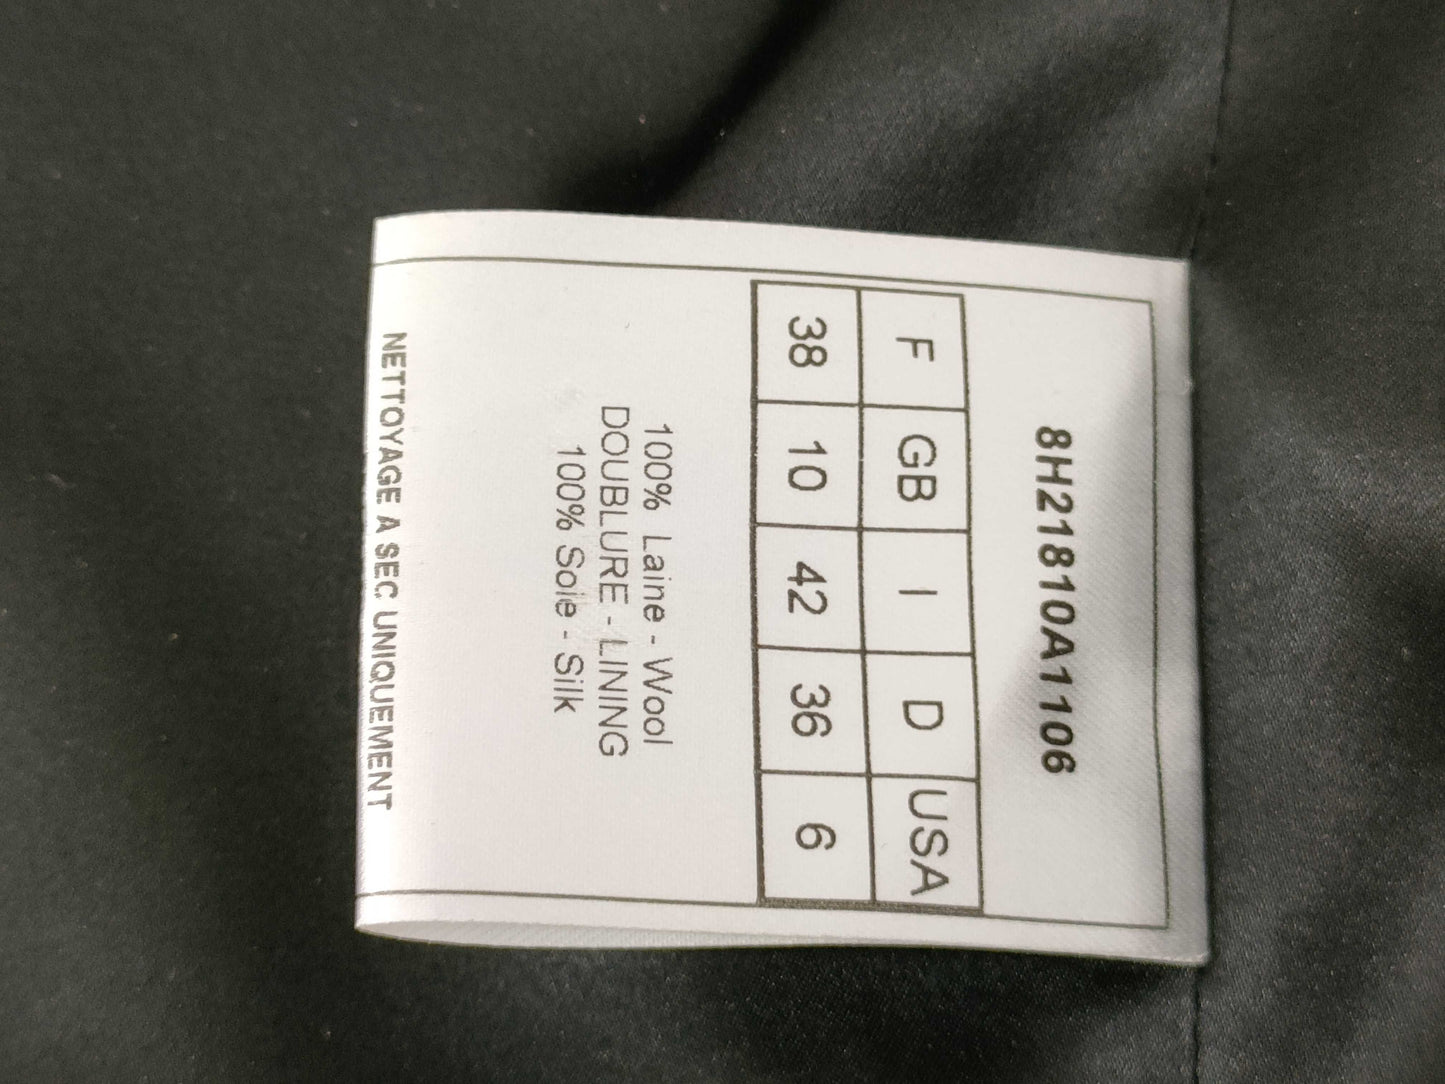 8H21810A1106
F GB I D USA
38 10 42 36 6
100% Laine - Wool
DOUBLURE - LINING
100% Soie - Silk
NETTOYAGE A SEC UNIQUEMENT